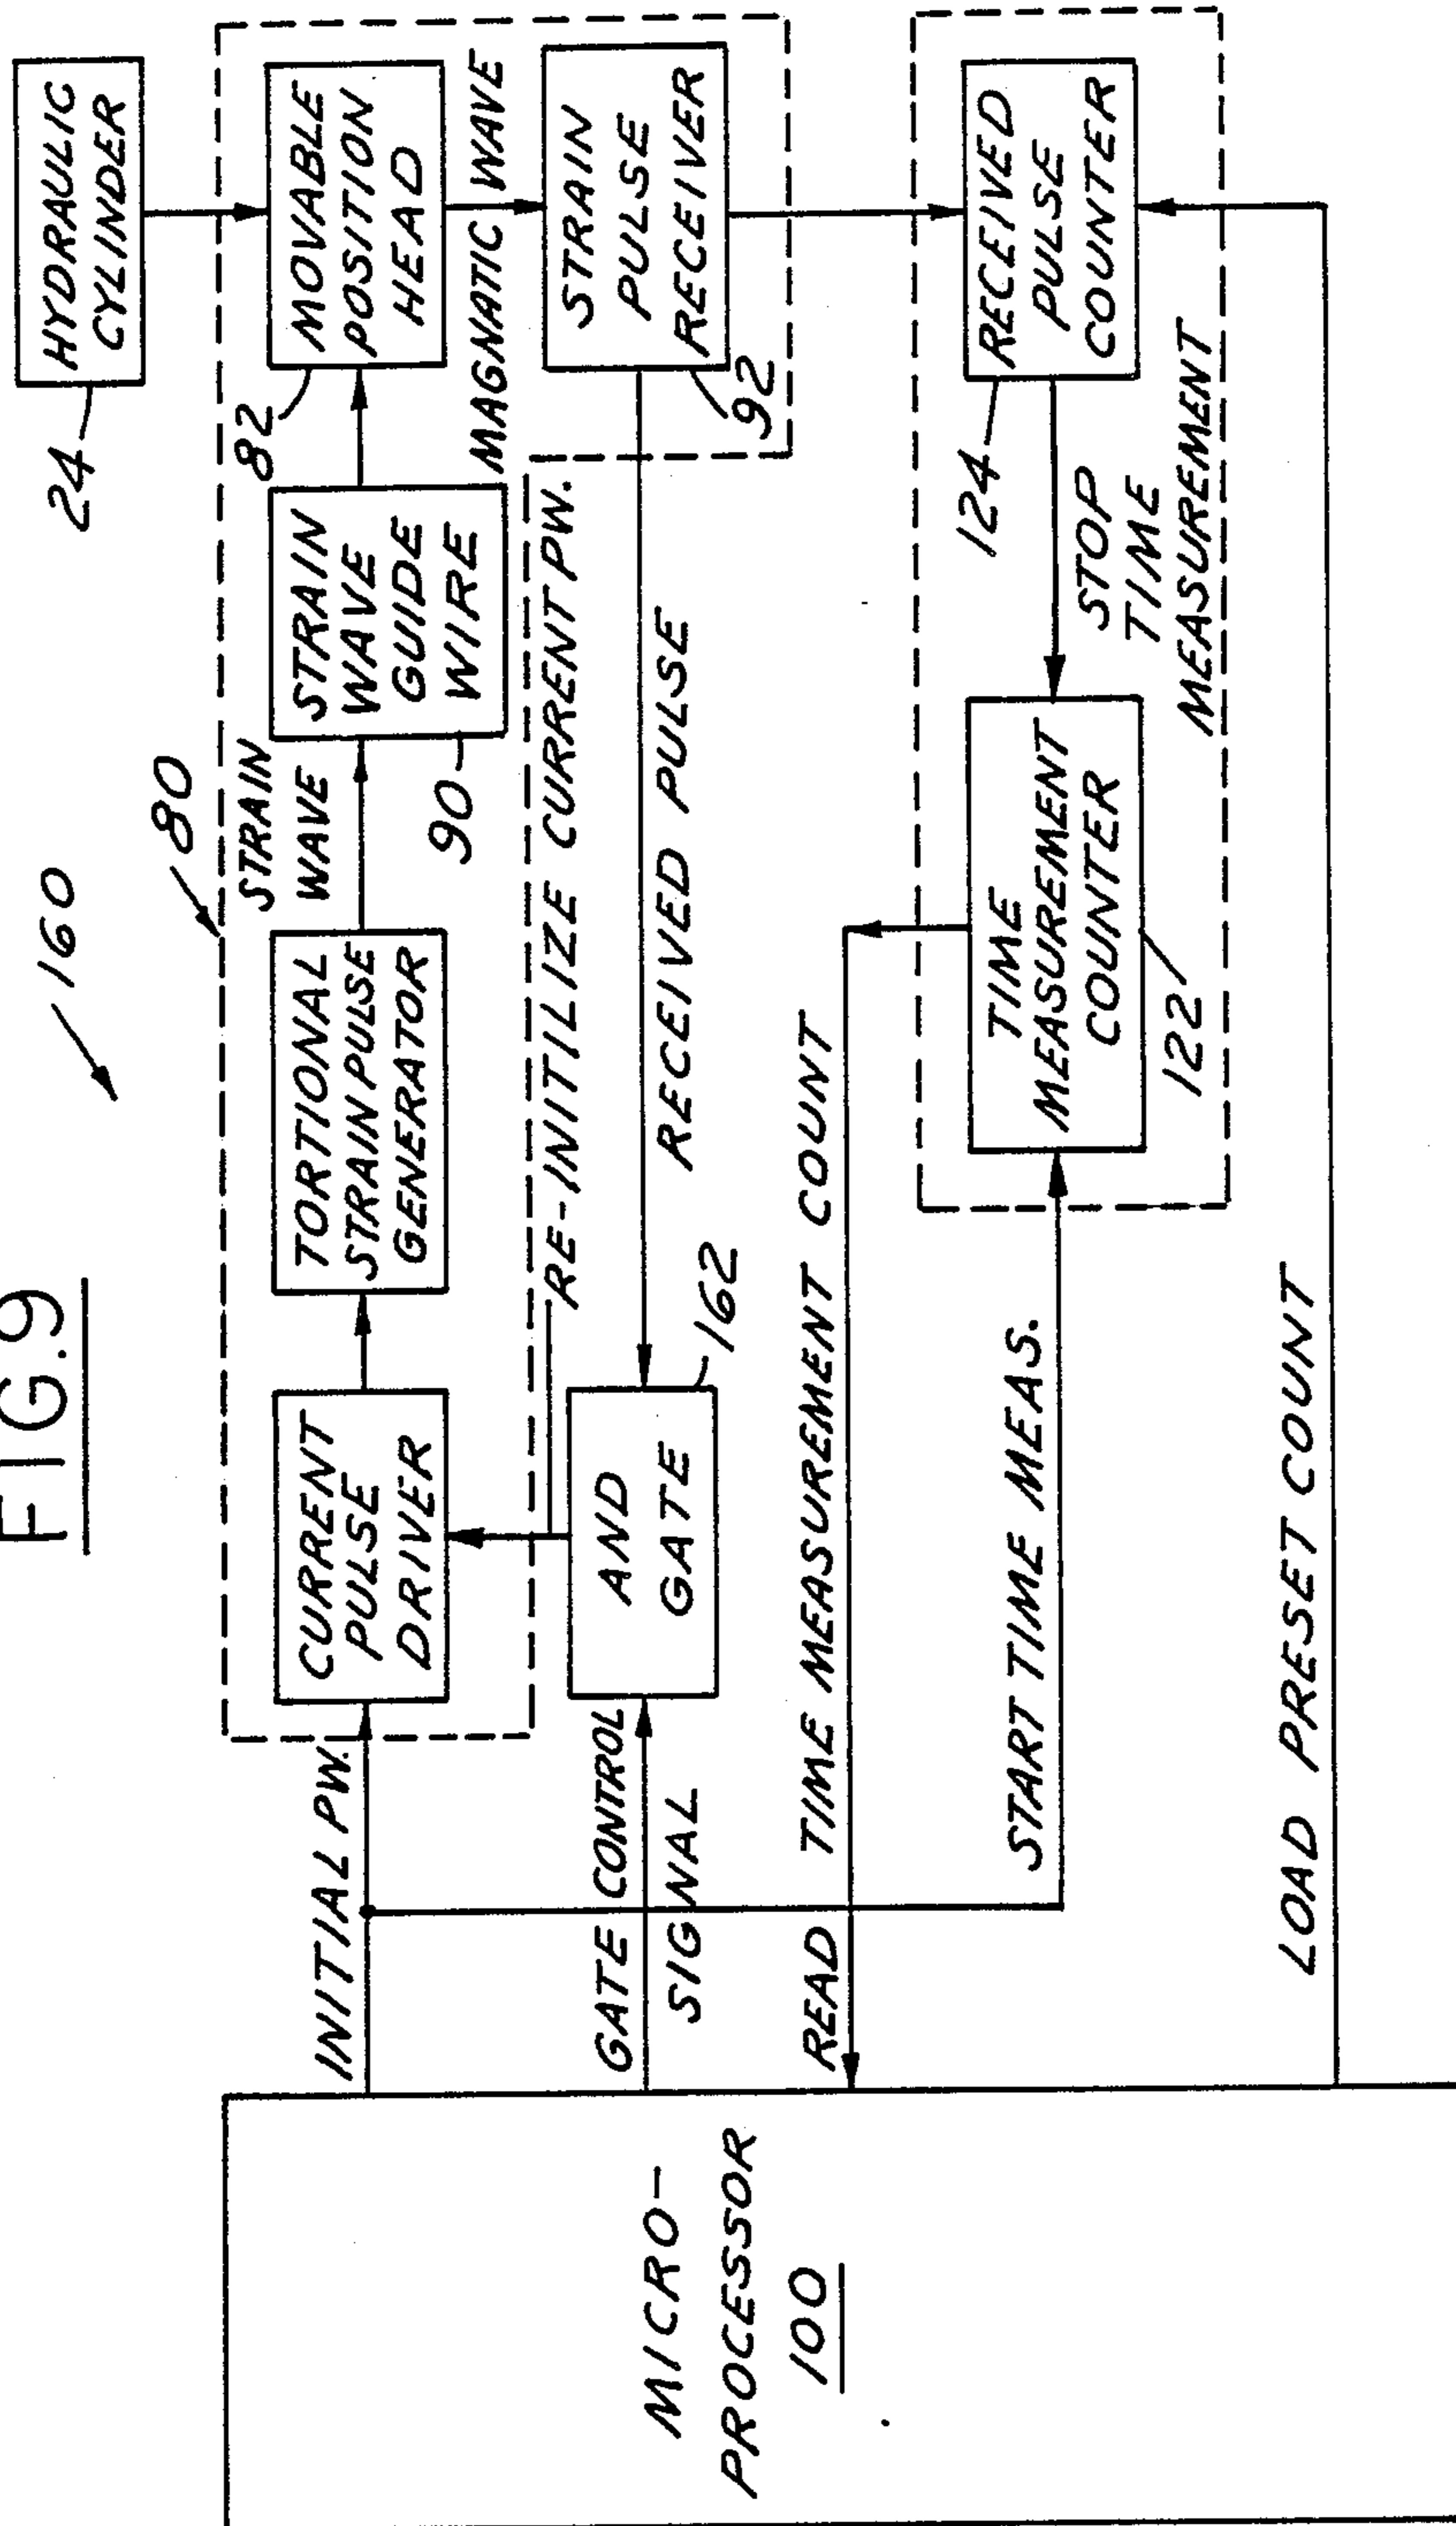 FIG.9
160
80
24
HYDRAULIC
CYLINDER
INITIAL PW.
CURRENT
PULSE
DRIVER
TORTIONAL
STRAIN PULSE
GENERATOR
STRAIN
WAVE
STRAIN
WAVE
GUIDE
WIRE
90
82
MOVABLE
POSITION
HEAD
MAGNATIC WAVE
RE-INITILIZE CURRENT PW.
GATE CONTROL
SIGNAL
AND
GATE
162
RECEIVED PULSE
STRAIN
PULSE
RECEIVER
92
MICRO-
PROCESSOR
100
READ TIME MEASUREMENT COUNT
START TIME MEAS.
TIME
MEASUREMENT
COUNTER
122
STOP
TIME
MEASUREMENT
124
RECEIVED
PULSE
COUNTER
LOAD PRESET COUNT